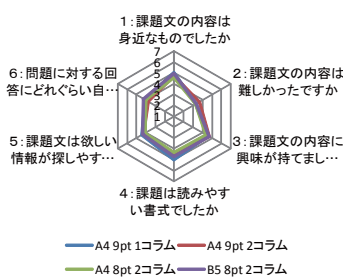 1：課題文の内容は
身近なものでしたか
7
6
5
4
3
2
1
2：課題文の内容は
難しかったですか
3：課題文の内容に
興味が持てまし…
4：課題は読みやす
い書式でしたか
5：課題文は欲しい
情報が探しやす…
6：問題に対する回
答にどれぐらい自…
A4 9pt 1コラム
A4 9pt 2コラム
A4 8pt 2コラム
B5 8pt 2コラム